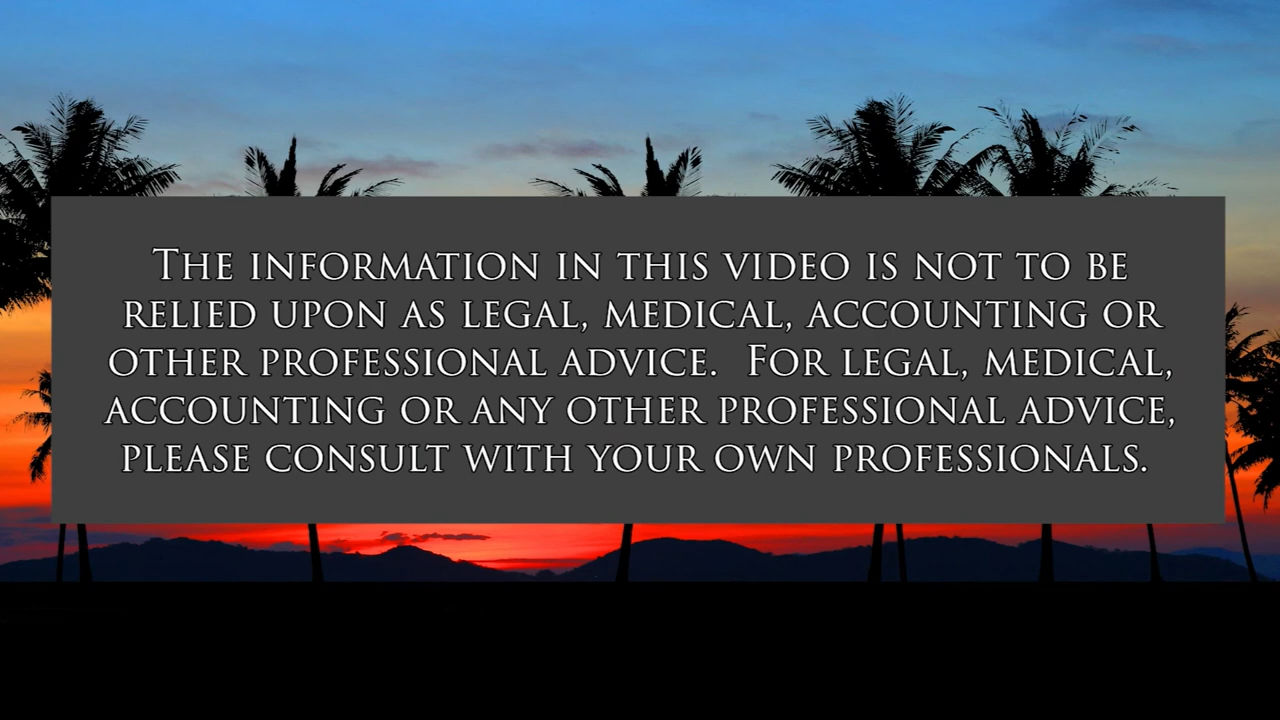 The information in this video is not to be
relied upon as legal, medical, accounting or
other professional advice.  For legal, medical,
accounting or any other professional advice,
please consult with your own professionals.